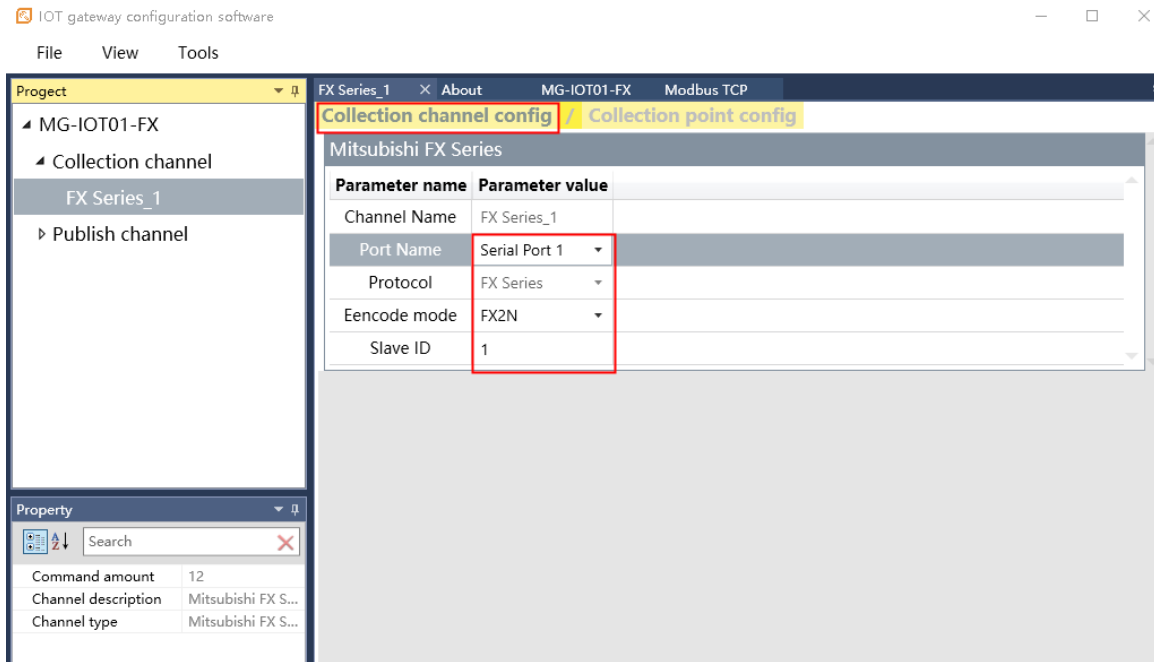 IOT gateway configuration software
File View Tools
Progect
MG-IOT01-FX
Collection channel
FX Series_1
Publish channel
FX Series_1 About MG-IOT01-FX Modbus TCP
Collection channel config / Collection point config
Mitsubishi FX Series
Parameter name Parameter value
Channel Name FX Series_1
Port Name Serial Port 1
Protocol FX Series
Eencode mode FX2N
Slave ID 1
Property
Search
Command amount 12
Channel description Mitsubishi FX S...
Channel type Mitsubishi FX S...